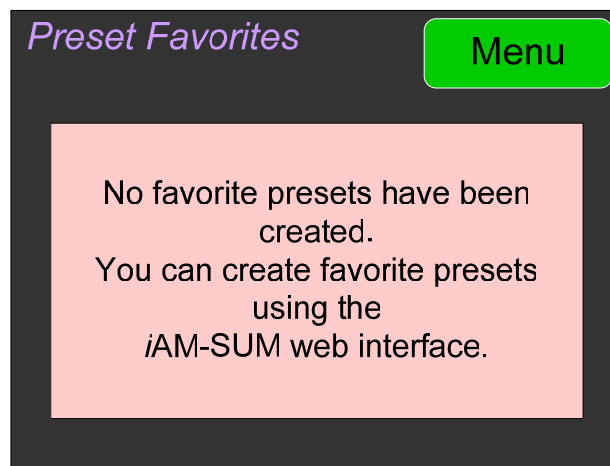 Preset Favorites
Menu
No favorite presets have been
created.
You can create favorite presets
using the
iAM-SUM web interface.